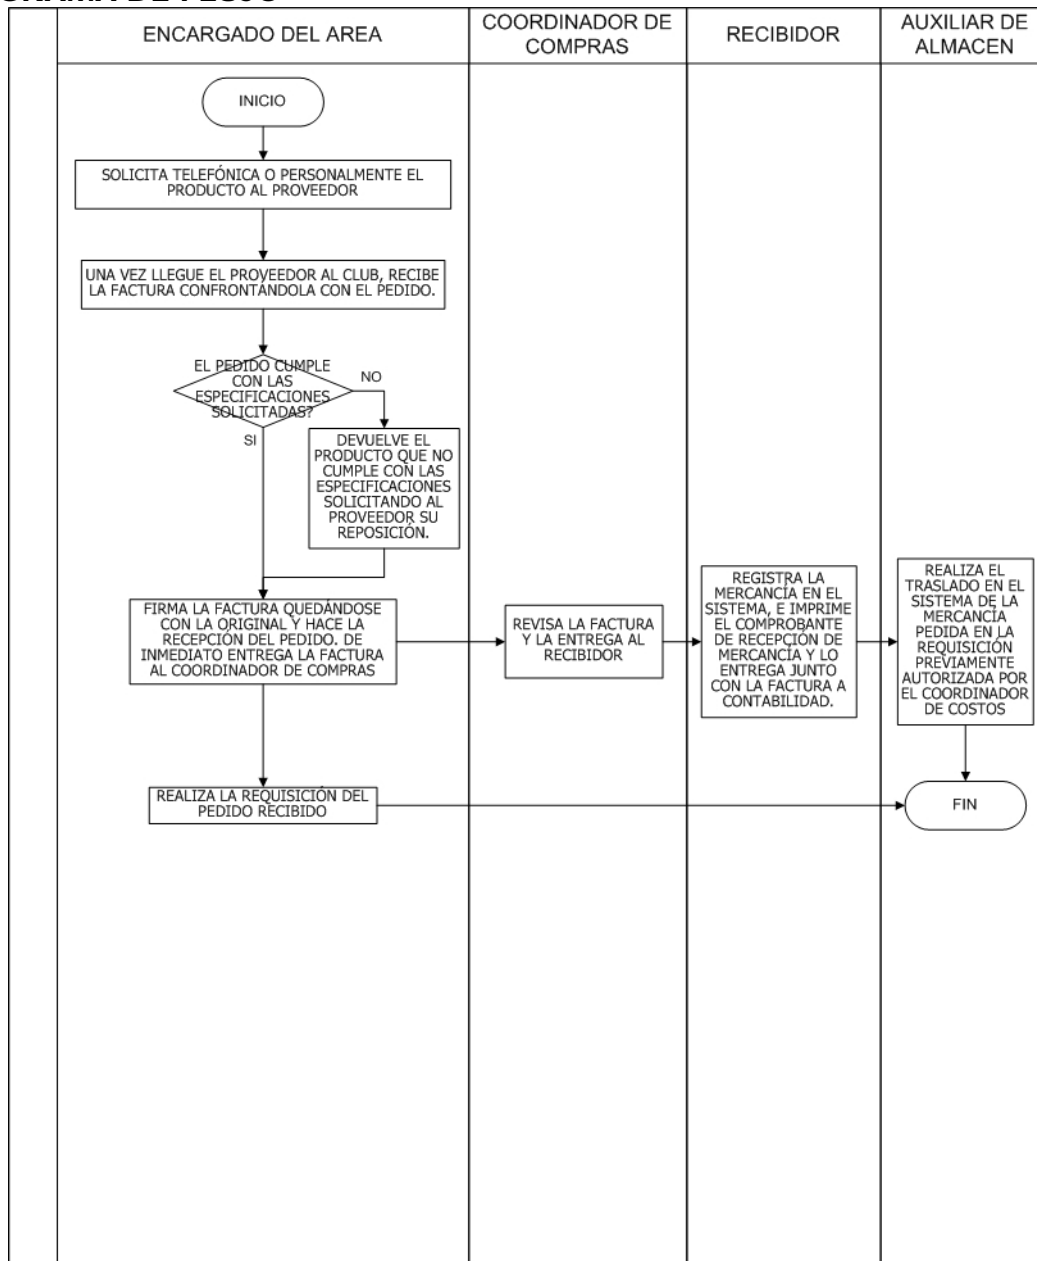 ENCARGADO DEL AREA
COORDINADOR DE
COMPRAS
RECIBIDOR
AUXILIAR DE
ALMACEN
INICIO
SOLICITA TELEFÓNICA O PERSONALMENTE EL
PRODUCTO AL PROVEEDOR
UNA VEZ LLEGUE EL PROVEEDOR AL CLUB, RECIBE
LA FACTURA CONFRONTÁNDOLA CON EL PEDIDO.
EL PEDIDO CUMPLE
CON LAS
ESPECIFICACIONES
SOLICITADAS?
NO
SI
DEVUELVE EL
PRODUCTO QUE NO
CUMPLE CON LAS
ESPECIFICACIONES
SOLICITANDO AL
PROVEEDOR SU
REPOSICIÓN.
FIRMA LA FACTURA QUEDÁNDOSE
CON LA ORIGINAL Y HACE LA
RECEPCIÓN DEL PEDIDO. DE
INMEDIATO ENTREGA LA FACTURA
AL COORDINADOR DE COMPRAS
REVISA LA FACTURA
Y LA ENTREGA AL
RECIBIDOR
REGISTRA LA
MERCANCÍA EN EL
SISTEMA, E IMPRIME
EL COMPROBANTE
DE RECEPCIÓN DE
MERCANCÍA Y LO
ENTREGA JUNTO
CON LA FACTURA A
CONTABILIDAD.
REALIZA EL
TRASLADO EN EL
SISTEMA DE LA
MERCANCÍA
PEDIDA EN LA
REQUISICIÓN
PREVIAMENTE
AUTORIZADA POR
EL COORDINADOR
DE COSTOS
REALIZA LA REQUISICIÓN DEL
PEDIDO RECIBIDO
FIN